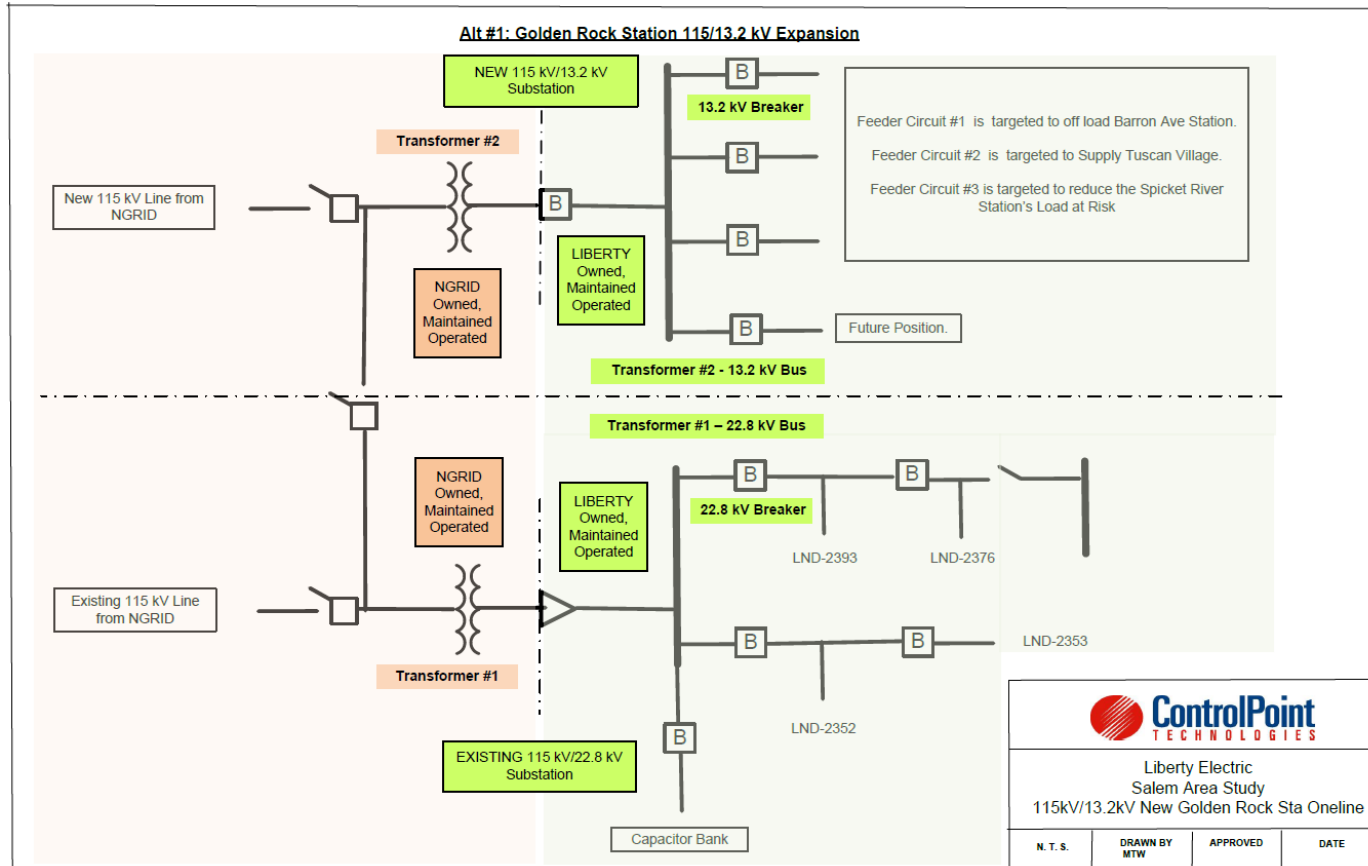 Alt #1: Golden Rock Station 115/13.2 kV Expansion
NEW 115 kV/13.2 kV
Substation
B
13.2 kV Breaker
Feeder Circuit #1 is targeted to off load Barron Ave Station.
Feeder Circuit #2 is targeted to Supply Tuscan Village.
Feeder Circuit #3 is targeted to reduce the Spicket River
Station's Load at Risk
Transformer #2
B
New 115 kV Line from
NGRID
B
B
LIBERTY
Owned,
Maintained
Operated
NGRID
Owned,
Maintained
Operated
B
Future Position.
Transformer #2 - 13.2 kV Bus
Transformer #1 – 22.8 kV Bus
NGRID
Owned,
Maintained
Operated
LIBERTY
Owned,
Maintained
Operated
B
B
22.8 kV Breaker
LND-2393
LND-2376
Existing 115 kV Line
from NGRID
B
B
LND-2353
Transformer #1
LND-2352
B
EXISTING 115 kV/22.8 kV
Substation
Capacitor Bank
ControlPoint
TECHNOLOGIES
Liberty Electric
Salem Area Study
115kV/13.2kV New Golden Rock Sta Oneline
N. T. S.
DRAWN BY
MTW
APPROVED
DATE